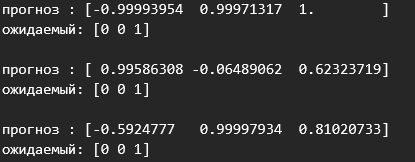 прогноз : [-0.99993954  0.99971317  1.        ]
ожидаемый: [0 0 1]
прогноз : [ 0.99586308 -0.06489062  0.62323719]
ожидаемый: [0 0 1]
прогноз : [-0.5924777   0.99997934  0.81020733]
ожидаемый: [0 0 1]